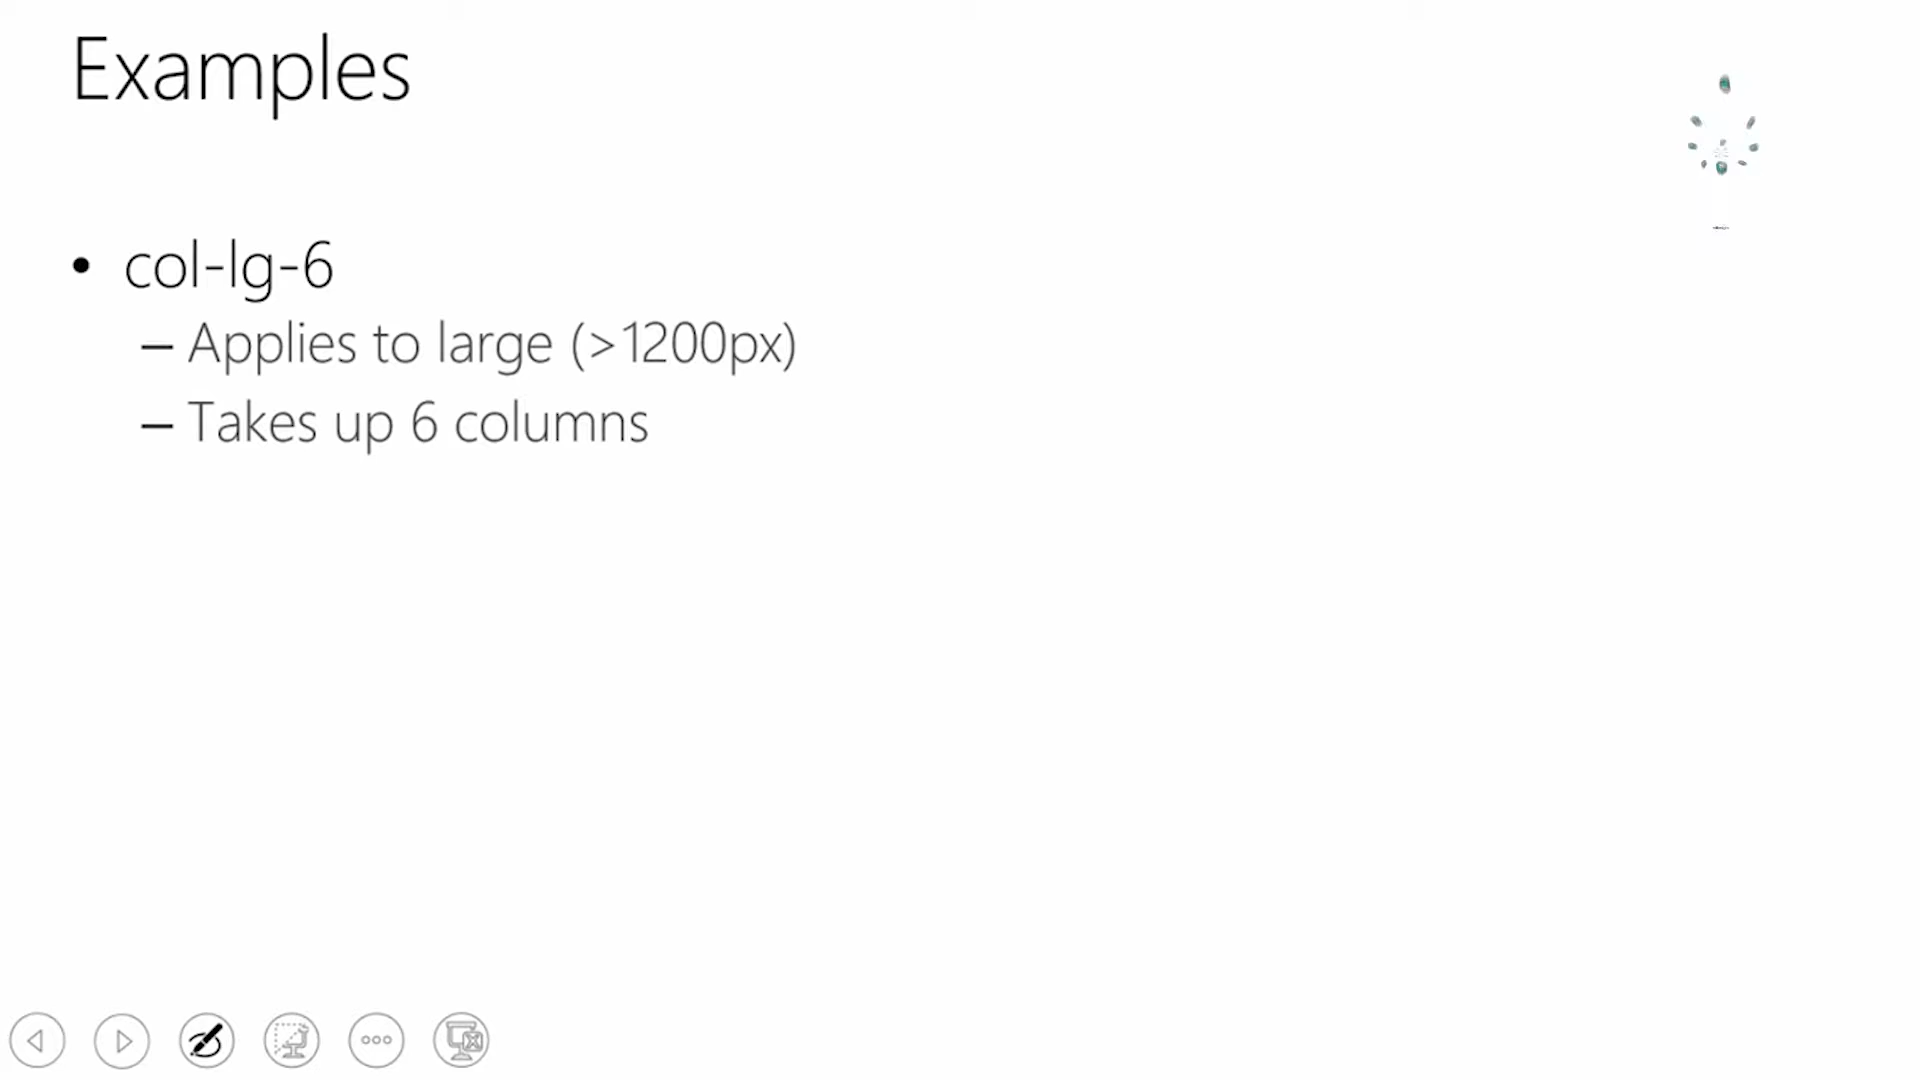 Examples
• col-lg-6
– Applies to large (>1200px)
– Takes up 6 columns